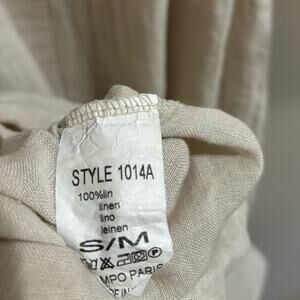 STYLE 1014A
100%lin
linen
lino
leinen
S/M
MPO PARIS